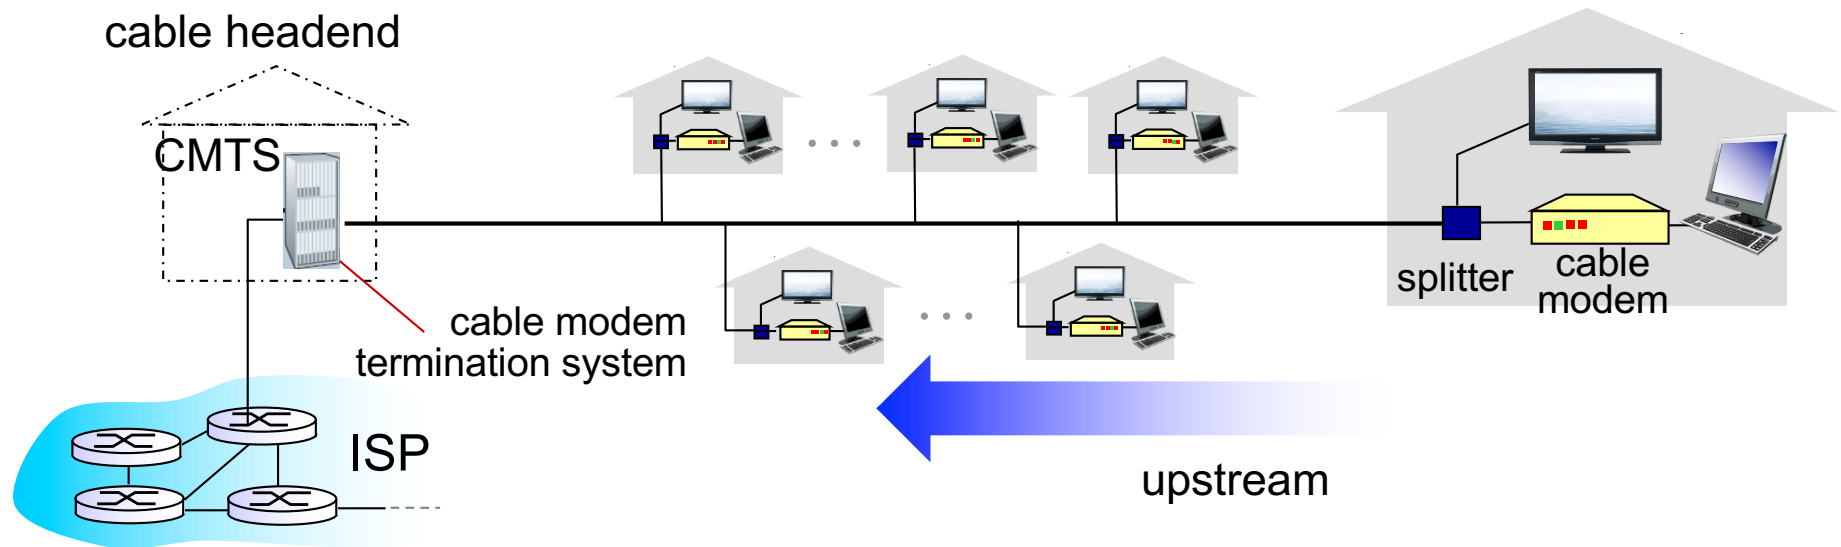 cable headend
CMTS
cable modem
termination system
ISP
upstream
splitter
cable
modem